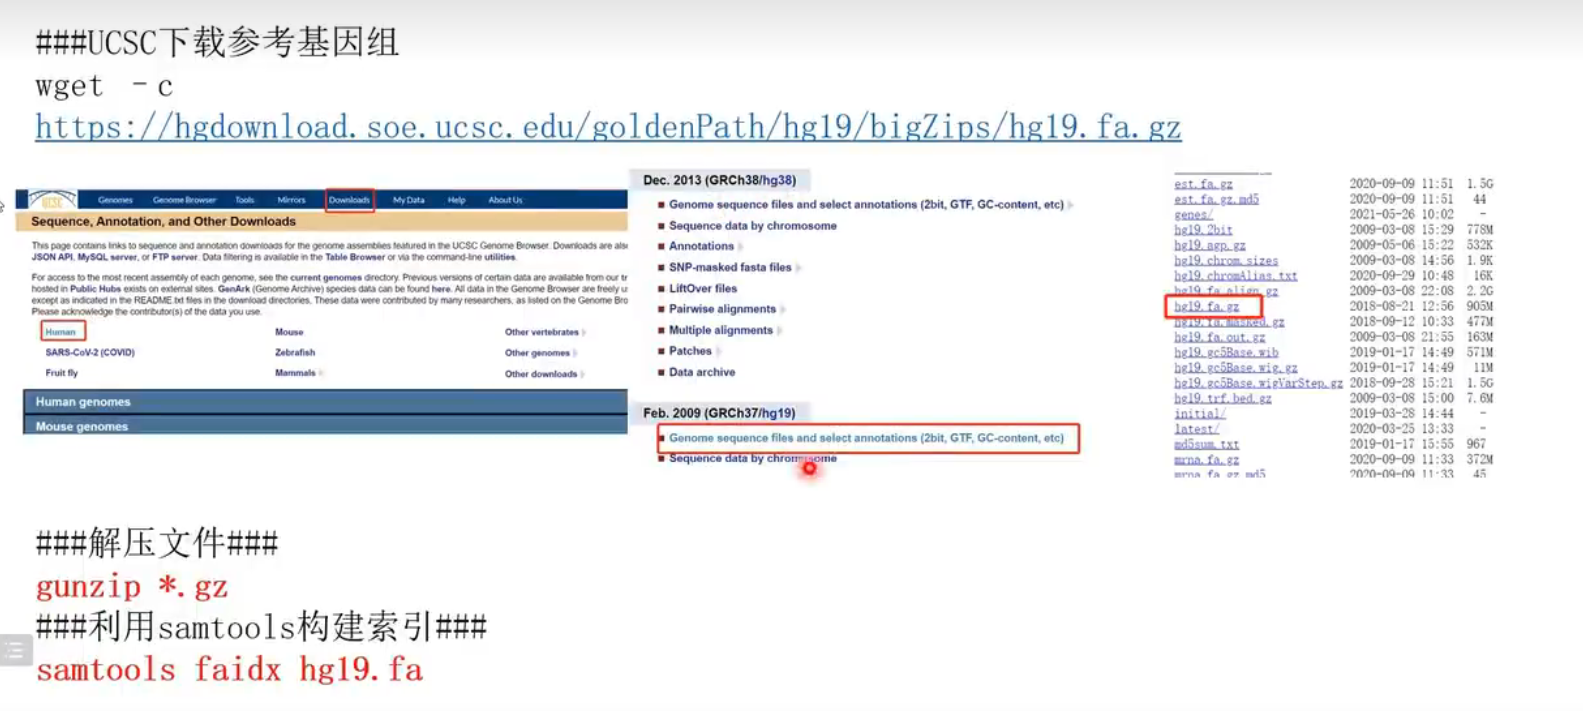 ###UCSC下载参考基因组
wget -c
https://hgdownload.soe.ucsc.edu/goldenPath/hg19/bigZips/hg19.fa.gz
UCSC
Genomes Genome Browser Tools Mirrors Downloads My Data Help About Us
Sequence, Annotation, and Other Downloads
This page contains links to sequence and annotation downloads for the genome assemblies featured in the UCSC Genome Browser. Downloads are also
JSON API, MySQL server, or FTP server. Data filtering is available in the Table Browser or via the command-line utilities.
For access to the most recent assembly of each genome, see the current genomes directory. Previous versions of certain data are available from our tr
hosted in Public Hubs exists on external sites. GenArk (Genome Archive) species data can be found here. All data in the Genome Browser are freely u
except as indicated in the README.txt files in the download directories. These data were contributed by many researchers, as listed on the Genome Bro
Please acknowledge the contributor(s) of the data you use.
Human Mouse Other vertebrates
SARS-CoV-2 (COVID) Zebrafish Other genomes
Fruit fly Mammals Other downloads
Human genomes
Mouse genomes
Dec. 2013 (GRCh38/hg38)
Genome sequence files and select annotations (2bit, GTF, GC-content, etc)
Sequence data by chromosome
Annotations
SNP-masked fasta files
LiftOver files
Pairwise alignments
Multiple alignments
Patches
Data archive
Feb. 2009 (GRCh37/hg19)
Genome sequence files and select annotations (2bit, GTF, GC-content, etc)
Sequence data by chromosome
est.fa.gz 2020-09-09 11:51 1.5G
est.fa.gz.md5 2020-09-09 11:51 44
genes/ 2021-05-26 10:02 -
hg19.2bit 2009-03-08 15:29 778M
hg19.agp.gz 2009-05-06 15:22 532K
hg19.chrom.sizes 2009-03-08 14:56 1.9K
hg19.chromAlias.txt 2020-09-29 10:48 16K
hg19.fa.align.gz 2009-03-08 22:08 2.2G
hg19.fa.gz 2018-08-21 12:56 905M
hg19.fa.masked.gz 2018-09-12 10:33 477M
hg19.fa.out.gz 2009-03-08 21:55 163M
hg19.gc5Base.wib 2019-01-17 14:49 571M
hg19.gc5Base.wig.gz 2019-01-17 14:49 11M
hg19.gc5Base.wigVarStep.gz 2018-09-28 15:21 1.5G
hg19.trf.bed.gz 2009-03-08 15:00 7.6M
initial/ 2019-03-28 14:44 -
latest/ 2020-03-25 13:33 -
md5sum.txt 2019-01-17 15:55 967
mrna.fa.gz 2020-09-09 11:33 372M
mrna.fa.gz.md5 2020-09-09 11:33 45
###解压文件###
gunzip *.gz
###利用samtools构建索引###
samtools faidx hg19.fa